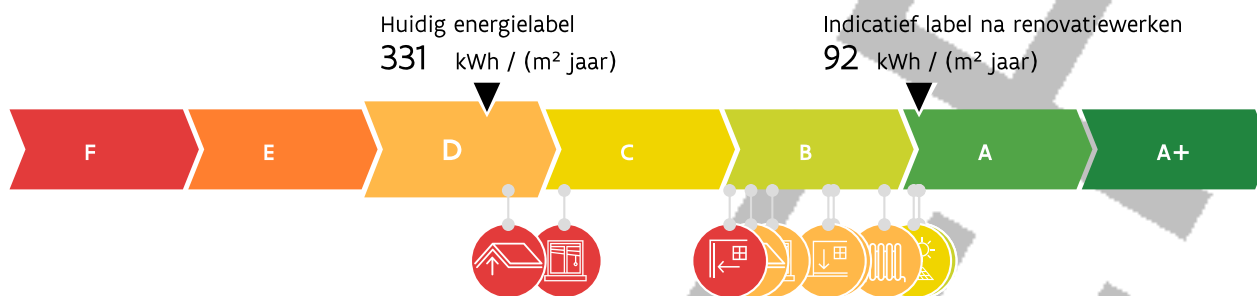 Huidig energielabel
331 kWh / (m² jaar)
Indicatief label na renovatiewerken
92 kWh / (m² jaar)
F E D C B A A+